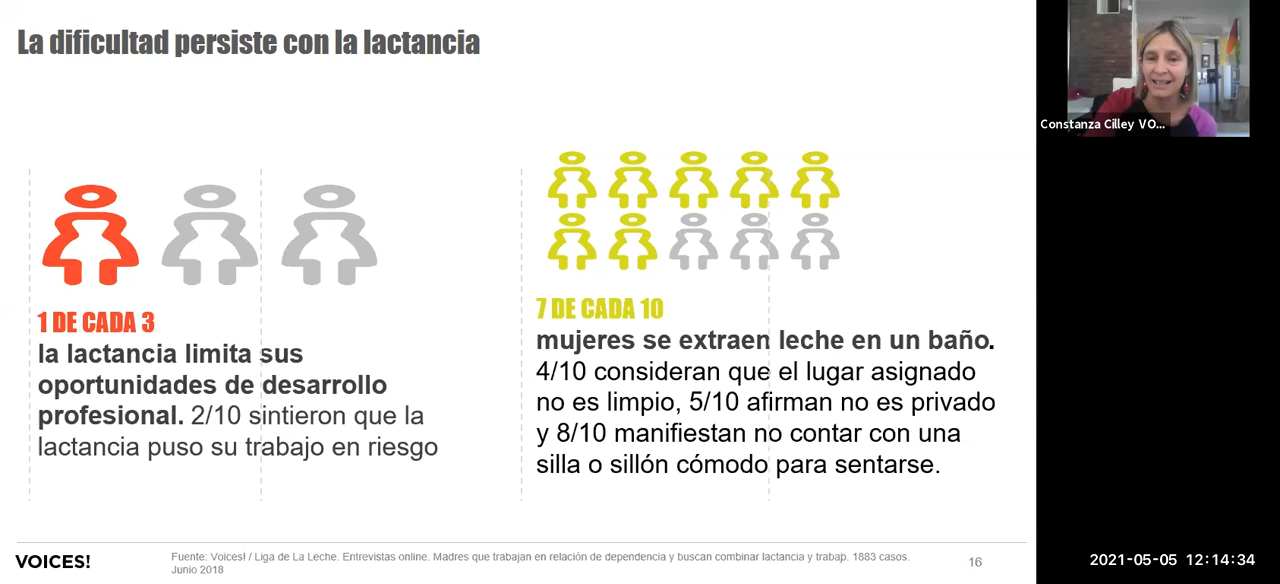 La dificultad persiste con la lactancia
1 DE CADA 3
la lactancia limita sus
oportunidades de desarrollo
profesional. 2/10 sintieron que la
lactancia puso su trabajo en riesgo
7 DE CADA 10
mujeres se extraen leche en un baño.
4/10 consideran que el lugar asignado
no es limpio, 5/10 afirman no es privado
y 8/10 manifiestan no contar con una
silla o sillón cómodo para sentarse.
VOICES!
Fuente: Voices! / Liga de La Leche. Entrevistas online. Madres que trabajan en relación de dependencia y buscan combinar lactancia y trabajo. 1883 casos.
Junio 2018
16
Constanza Cilley VO...
2021-05-05 12:14:34